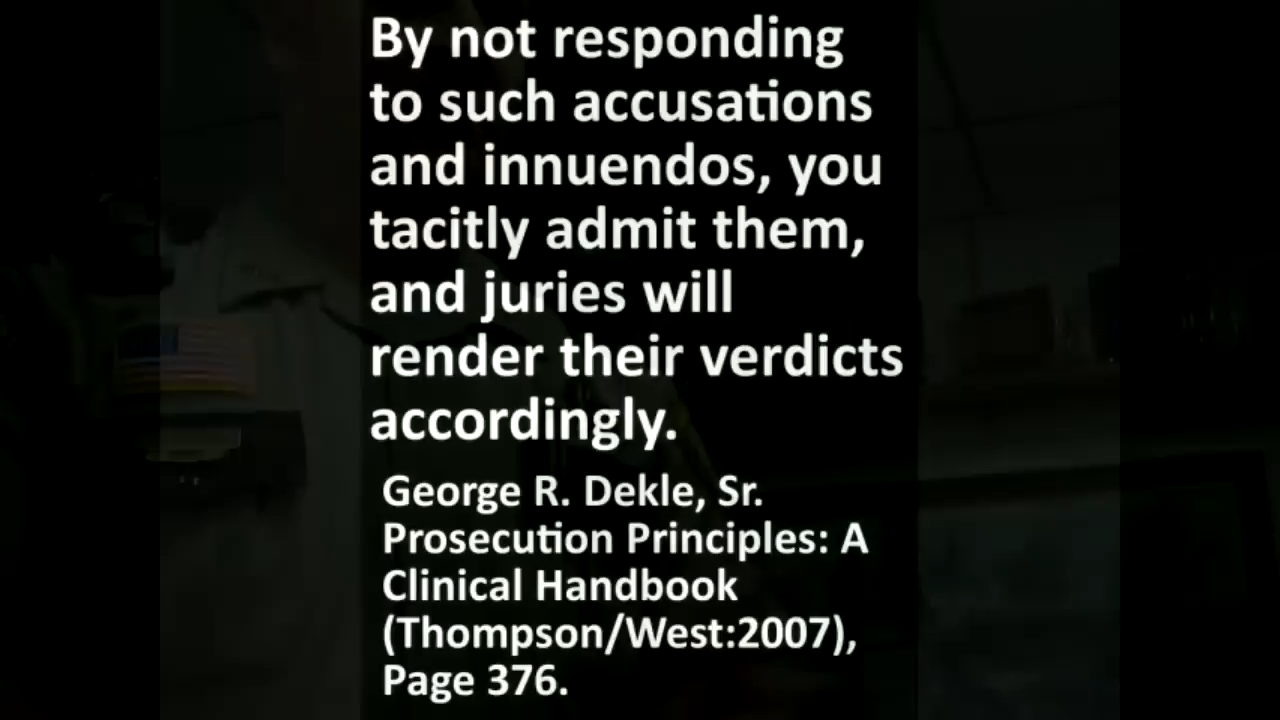 By not responding
to such accusations
and innuendos, you
tacitly admit them,
and juries will
render their verdicts
accordingly.
George R. Dekle, Sr.
Prosecution Principles: A
Clinical Handbook
(Thompson/West:2007),
Page 376.